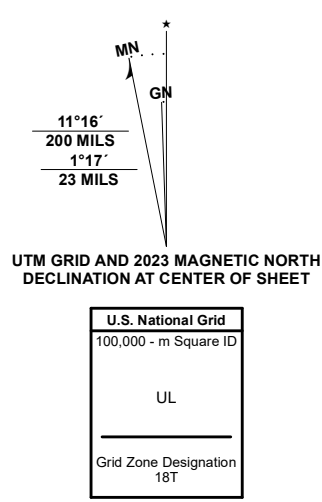 ★
MN
GN
11°16´
200 MILS
1°17´
23 MILS
UTM GRID AND 2023 MAGNETIC NORTH
DECLINATION AT CENTER OF SHEET
U.S. National Grid
100,000 - m Square ID
UL
Grid Zone Designation
18T